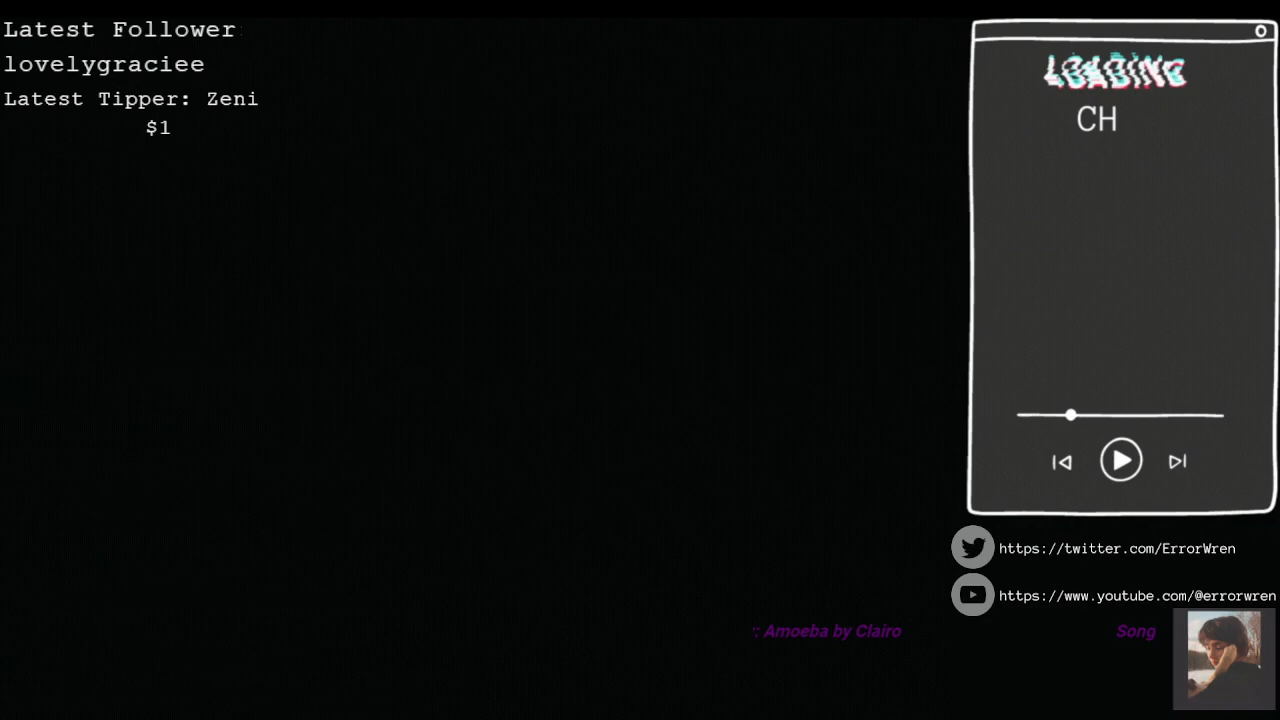 Latest Follower:
lovelygraciee
Latest Tipper: Zeni
$1
LOADING
CH
https://twitter.com/ErrorWren
https://www.youtube.com/@errorwren
: Amoeba by Clairo
Song